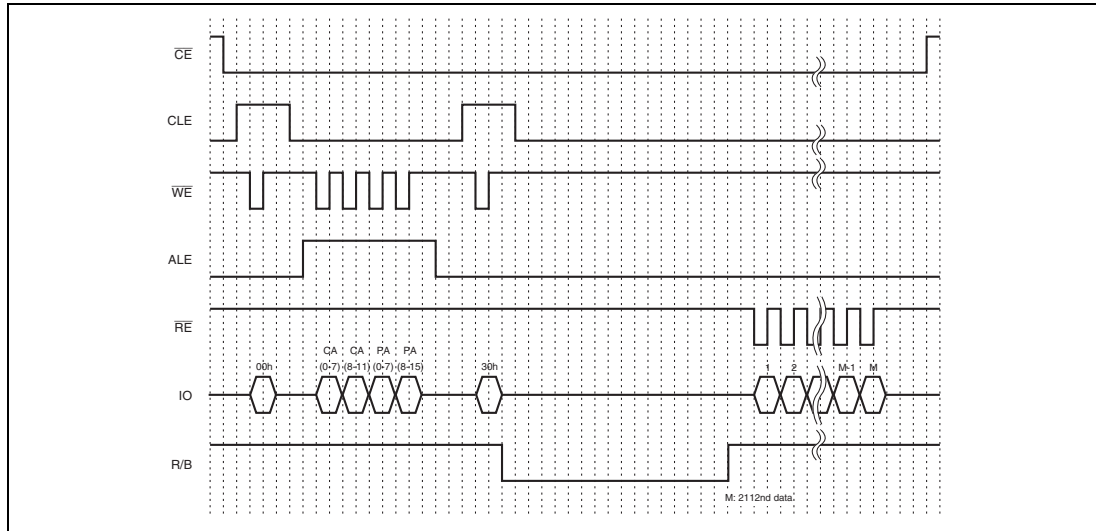 CE
CLE
WE
ALE
RE
CA CA PA PA
00h (0-7) (8-11) (0-7) (8-15) 30h 1 2 M-1 M
IO
R/B
M: 2112nd data